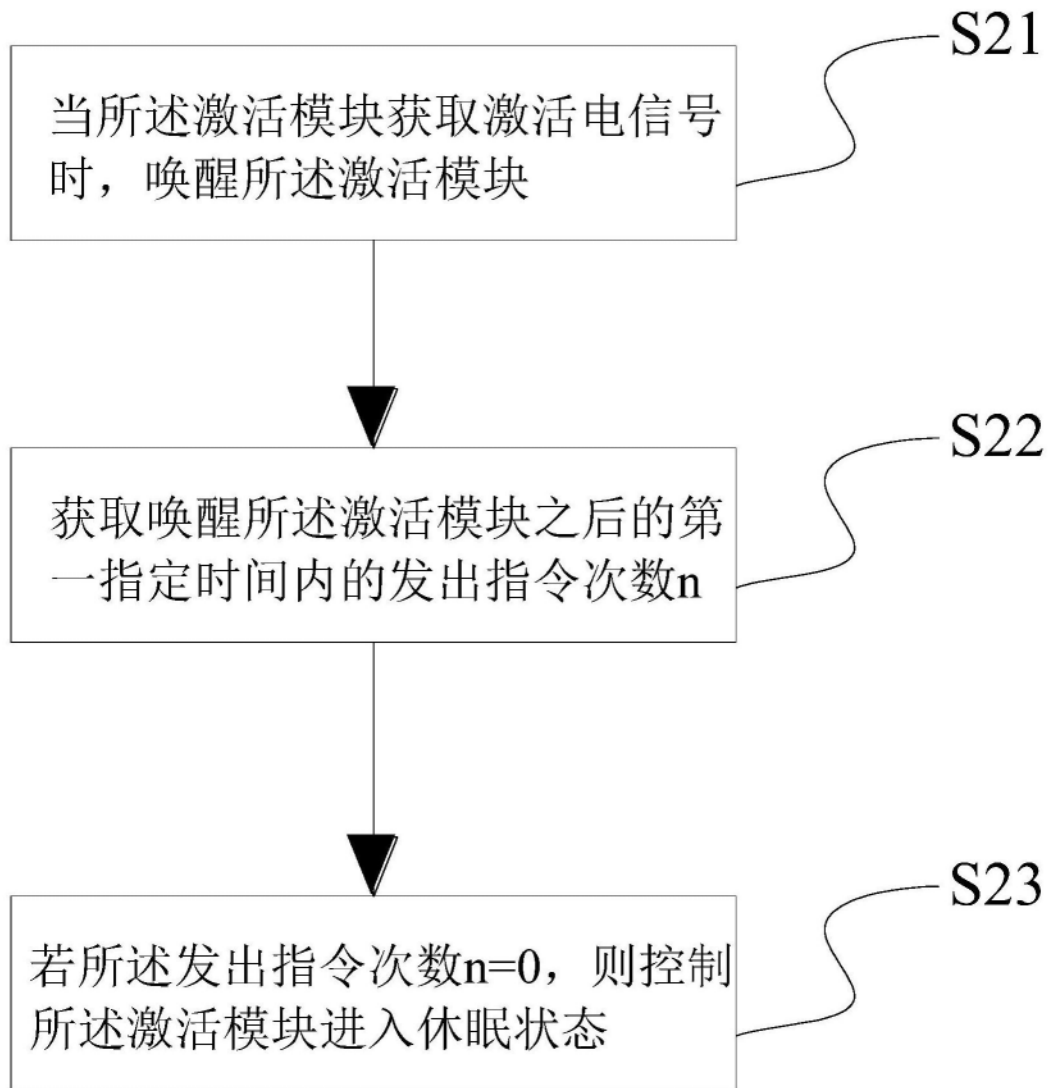 S21
当所述激活模块获取激活电信号
时，唤醒所述激活模块
S22
获取唤醒所述激活模块之后的第
一指定时间内的发出指令次数n
S23
若所述发出指令次数n=0，则控制
所述激活模块进入休眠状态